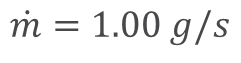 ṁ = 1.00 g/s